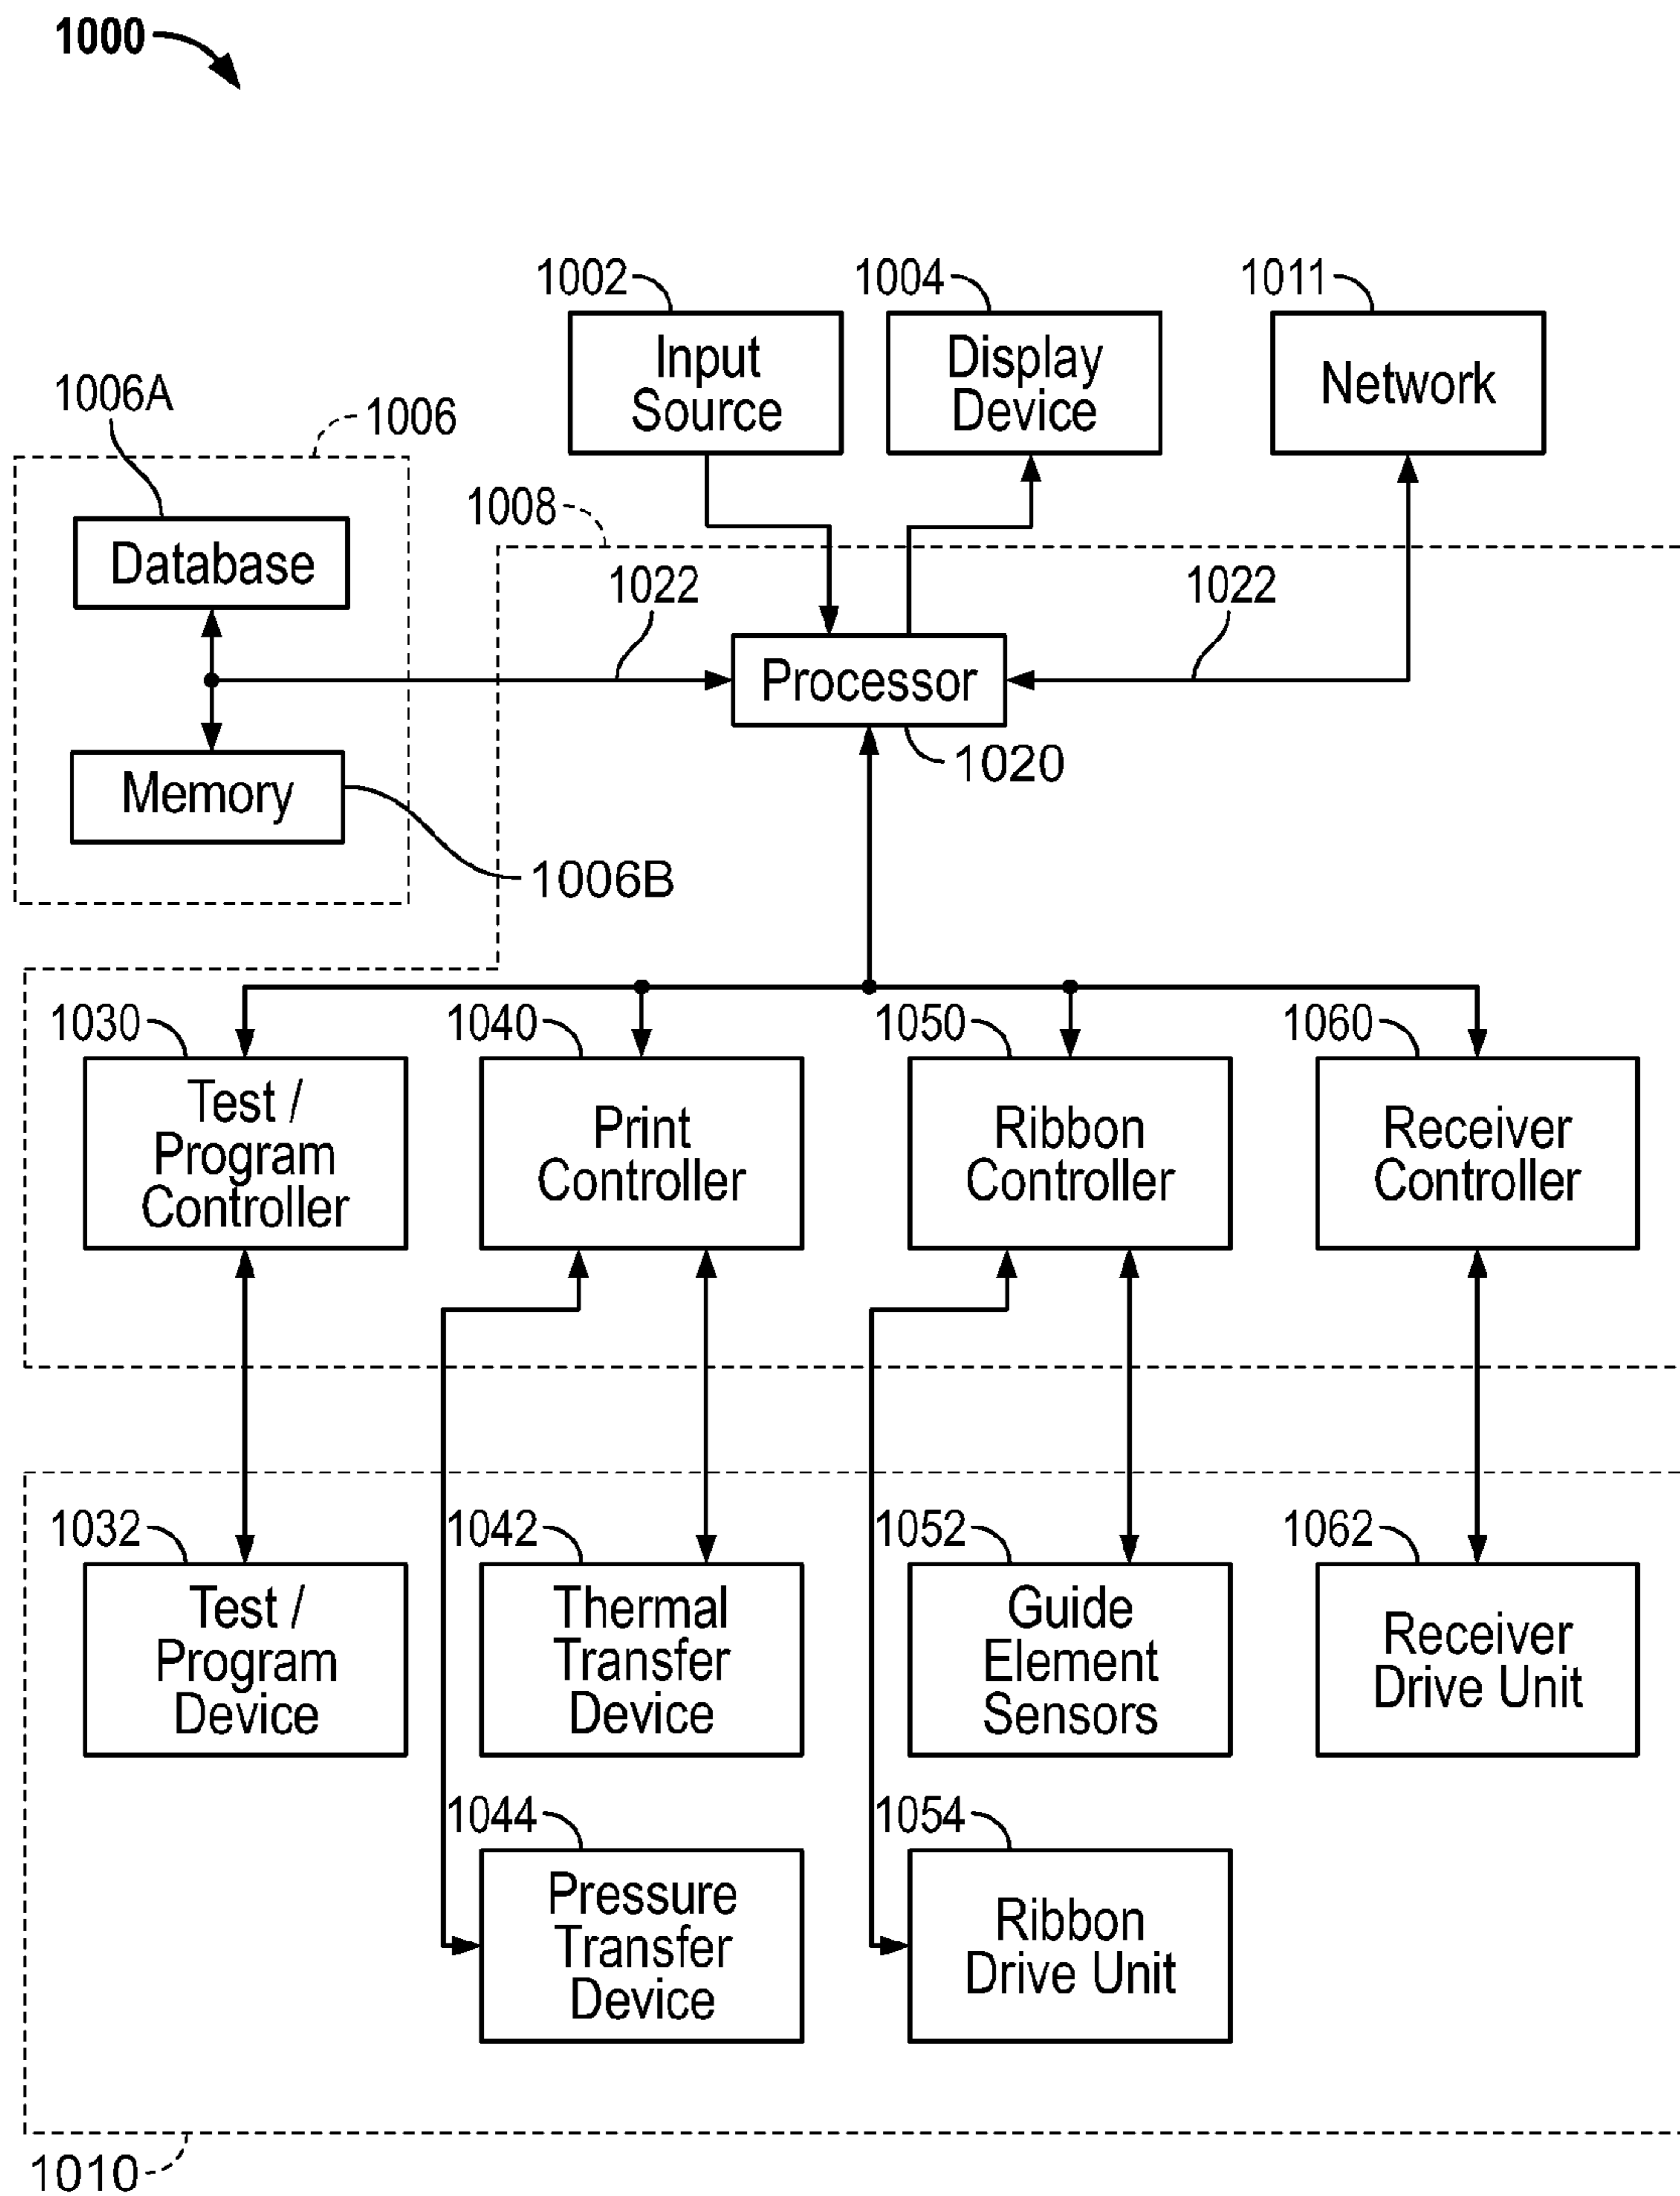 1000
1002
1004
1011
Input
Source
Display
Device
Network
1006A
1006
1008
Database
1022
1022
Processor
1020
Memory
1006B
1030
1040
1050
1060
Test /
Program
Controller
Print
Controller
Ribbon
Controller
Receiver
Controller
1032
1042
1052
1062
Test /
Program
Device
Thermal
Transfer
Device
Guide
Element
Sensors
Receiver
Drive Unit
1044
1054
Pressure
Transfer
Device
Ribbon
Drive Unit
1010